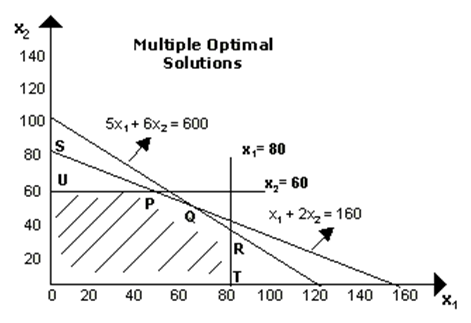 x₂
Multiple Optimal
Solutions
140
120
100
80
60
40
20
5x₁ + 6x₂ = 600
x₁= 80
x₂= 60
x₁ + 2x₂ = 160
S
U
P
Q
R
T
0 20 40 60 80 100 120 140 160
x₁